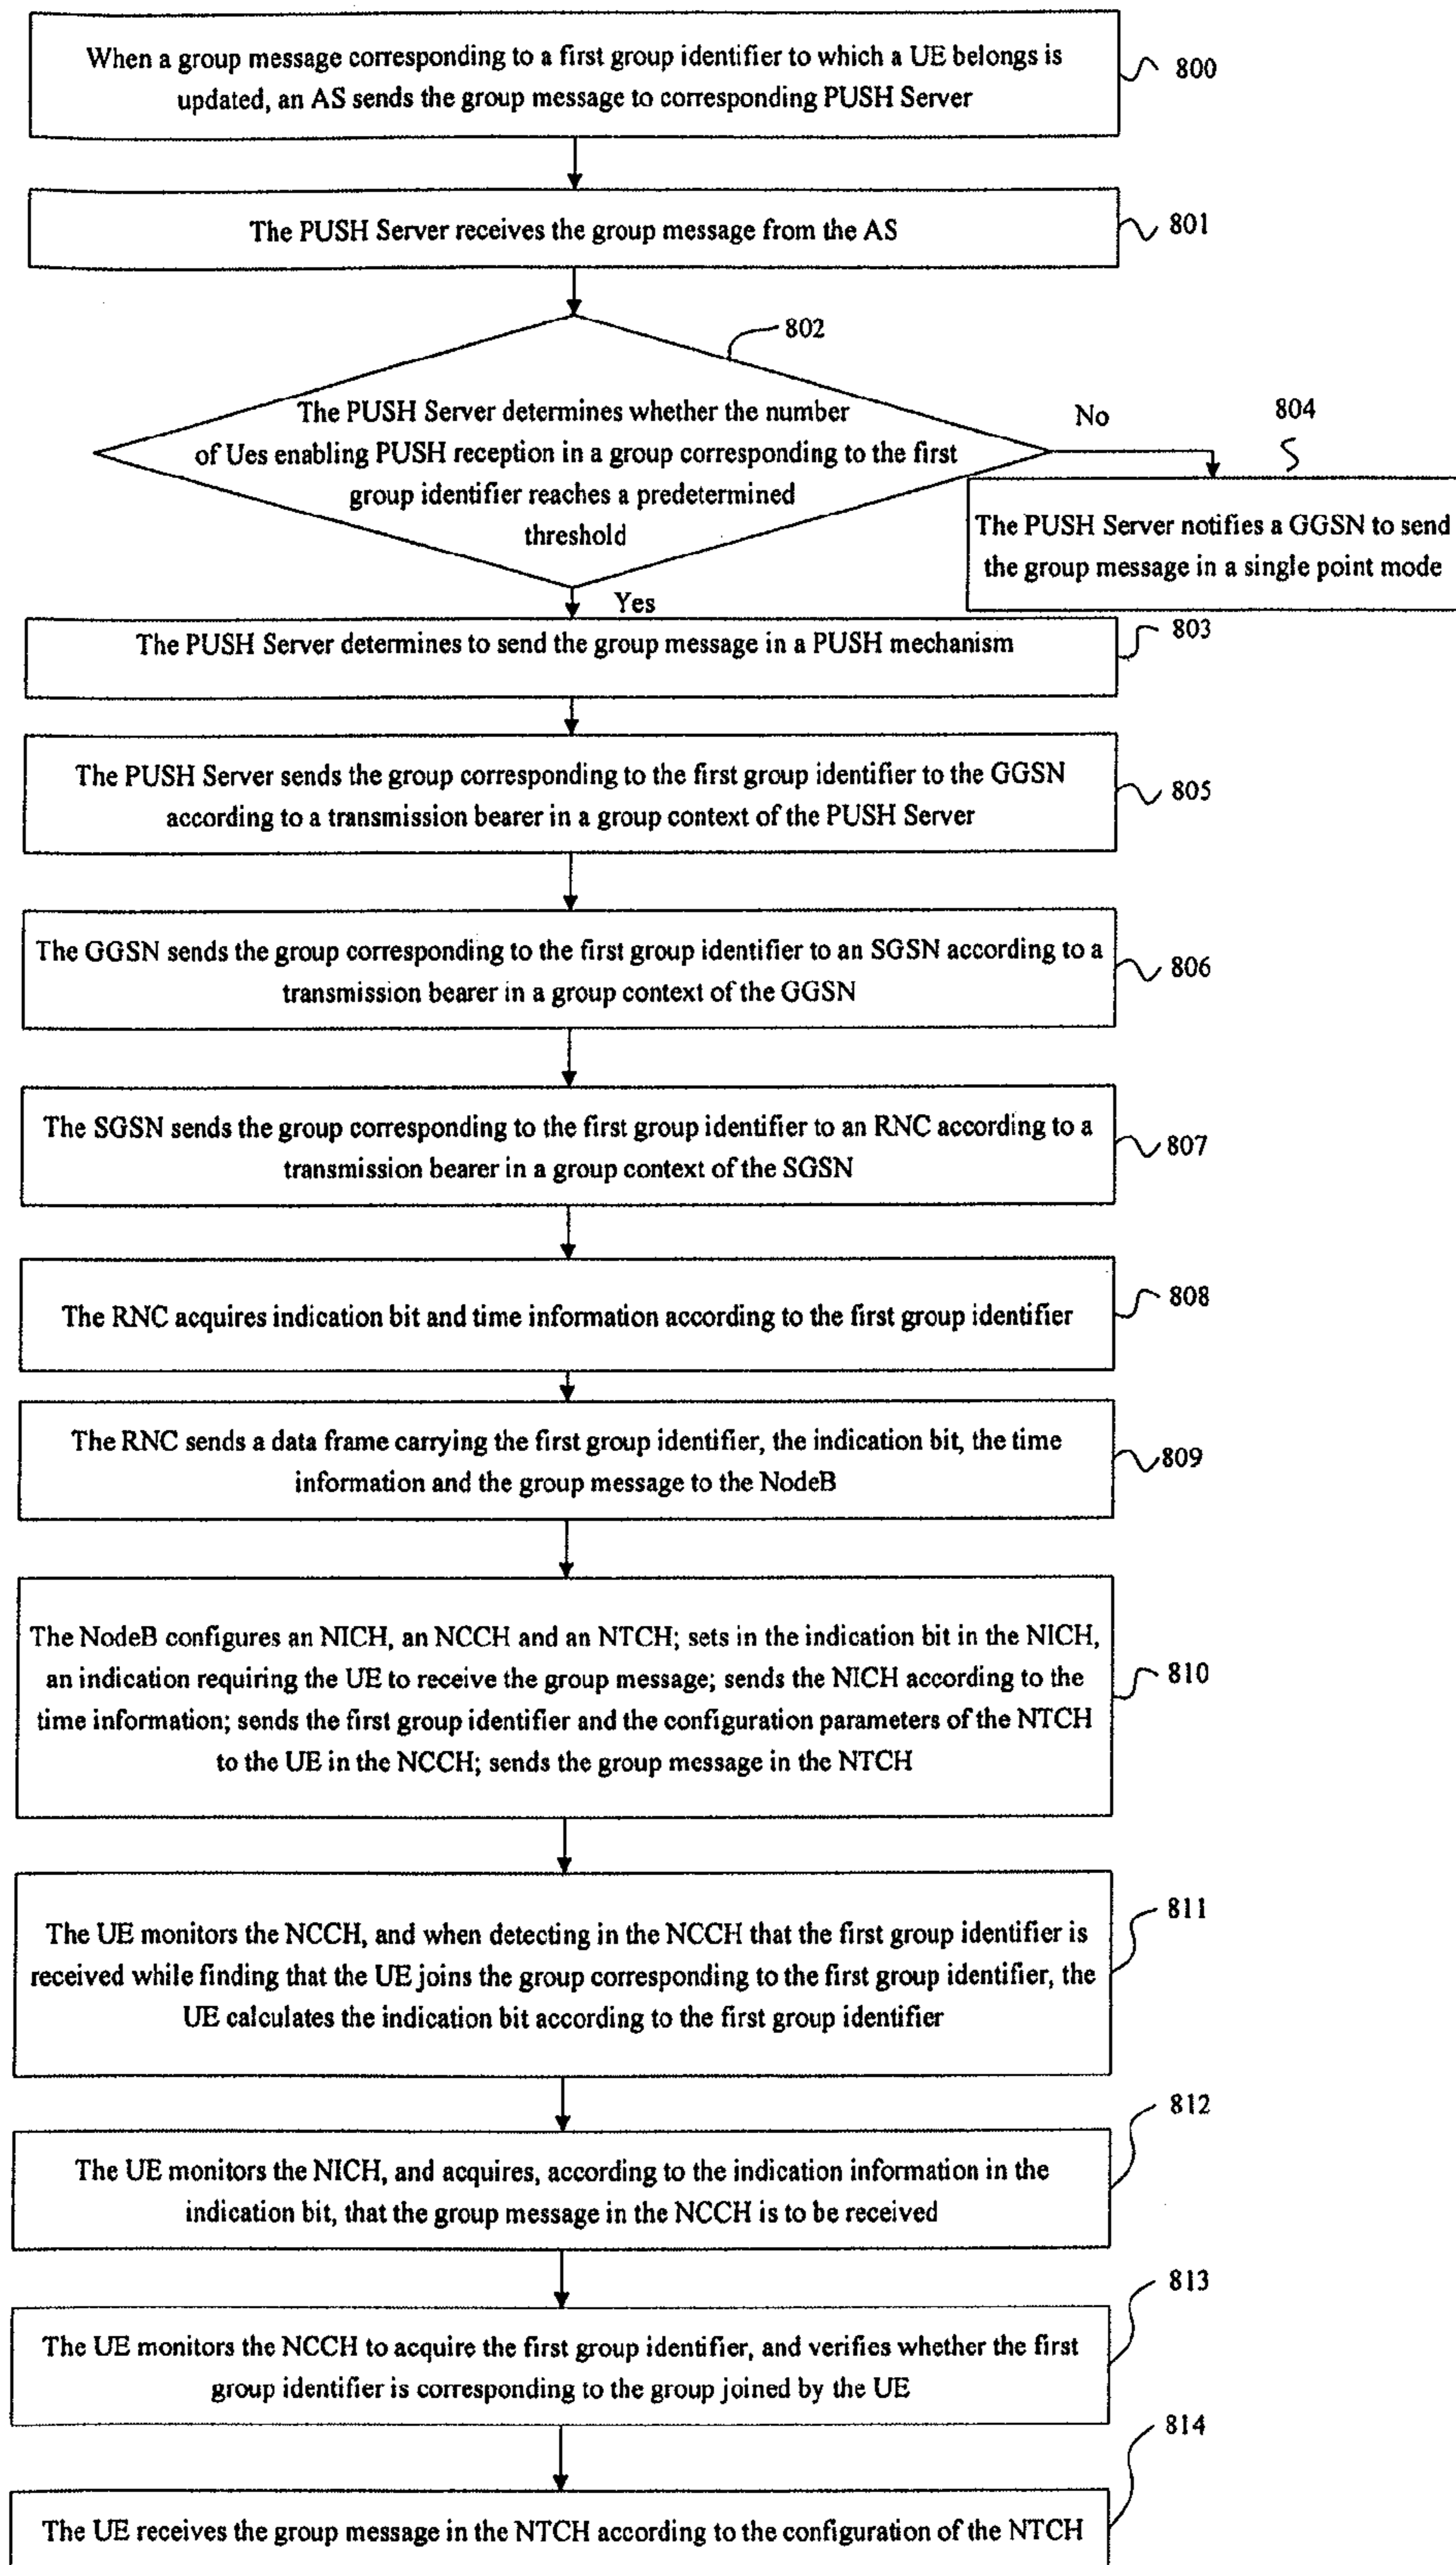 When a group message corresponding to a first group identifier to which a UE belongs is
updated, an AS sends the group message to corresponding PUSH Server
800
The PUSH Server receives the group message from the AS
801
802
The PUSH Server determines whether the number
of Ues enabling PUSH reception in a group corresponding to the first
group identifier reaches a predetermined
threshold
No
804
The PUSH Server notifies a GGSN to send
the group message in a single point mode
Yes
The PUSH Server determines to send the group message in a PUSH mechanism
803
The PUSH Server sends the group corresponding to the first group identifier to the GGSN
according to a transmission bearer in a group context of the PUSH Server
805
The GGSN sends the group corresponding to the first group identifier to an SGSN according to a
transmission bearer in a group context of the GGSN
806
The SGSN sends the group corresponding to the first group identifier to an RNC according to a
transmission bearer in a group context of the SGSN
807
The RNC acquires indication bit and time information according to the first group identifier
808
The RNC sends a data frame carrying the first group identifier, the indication bit, the time
information and the group message to the NodeB
809
The NodeB configures an NICH, an NCCH and an NTCH; sets in the indication bit in the NICH,
an indication requiring the UE to receive the group message; sends the NICH according to the
time information; sends the first group identifier and the configuration parameters of the NTCH
to the UE in the NCCH; sends the group message in the NTCH
810
The UE monitors the NCCH, and when detecting in the NCCH that the first group identifier is
received while finding that the UE joins the group corresponding to the first group identifier, the
UE calculates the indication bit according to the first group identifier
811
The UE monitors the NICH, and acquires, according to the indication information in the
indication bit, that the group message in the NCCH is to be received
812
The UE monitors the NCCH to acquire the first group identifier, and verifies whether the first
group identifier is corresponding to the group joined by the UE
813
The UE receives the group message in the NTCH according to the configuration of the NTCH
814